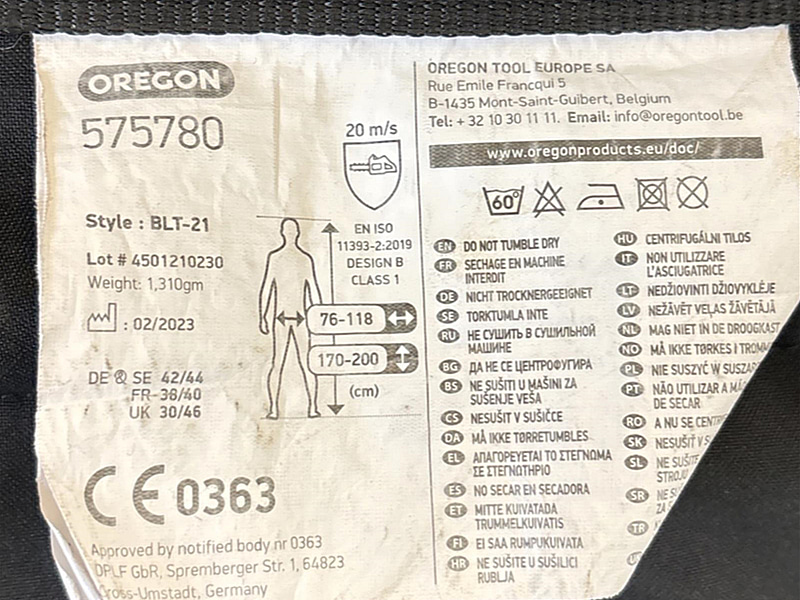 OREGON
575780
20 m/s
Style : BLT-21
Lot # 4501210230
Weight: 1,310gm
: 02/2023
DE & SE 42/44
FR-38/40
UK 30/46
EN ISO
11393-2:2019
DESIGN B
CLASS 1
76-118
170-200
(cm)
CE 0363
Approved by notified body nr 0363
DPLF GbR, Spremberger Str. 1, 64823
Gross-Umstadt, Germany
OREGON TOOL EUROPE SA
Rue Emile Francqui 5
B-1435 Mont-Saint-Guibert, Belgium
Tel: + 32 10 30 11 11. Email: info@oregontool.be
www.oregonproducts.eu/doc/
60°
EN DO NOT TUMBLE DRY
FR SECHAGE EN MACHINE
INTERDIT
DE NICHT TROCKNERGEEIGNET
SE TORKTUMLA INTE
RU НЕ СУШИТЬ В СУШИЛЬНОЙ
МАШИНЕ
BG ДА НЕ СЕ ЦЕНТРОФУГИРА
BS NE SUŠITI U MAŠINI ZA
SUŠENJE VEŠA
CS NESUŠIT V SUŠIČCE
DA MÅ IKKE TØRRETUMBLES
EL ΑΠΑΓΟΡΕΥΕΤΑΙ ΤΟ ΣΤΕΓΝΩΜΑ
ΣΕ ΣΤΕΓΝΩΤΗΡΙΟ
ES NO SECAR EN SECADORA
ET MITTE KUIVATADA
TRUMMELKUIVATIS
FI EI SAA RUMPUKUIVATA
HR NE SUŠITE U SUŠILICI
RUBLJA
HU CENTRIFUGÁLNI TILOS
IT NON UTILIZZARE
L'ASCIUGATRICE
LT NEDŽIOVINTI DŽIOVYKLĖJE
LV NEŽĀVĒT VEĻAS ŽĀVĒTĀJĀ
NL MAG NIET IN DE DROOGKAST
NO MÅ IKKE TØRKES I TROMM
PL NIE SUSZYĆ W SUSZAR
PT NÃO UTILIZAR A MÁ
DE SECAR
RO A NU SE CENTR
SK NESUŠIŤ V S
SL NE SUŠITE
STROJU
SR NE SU
ZA
TR